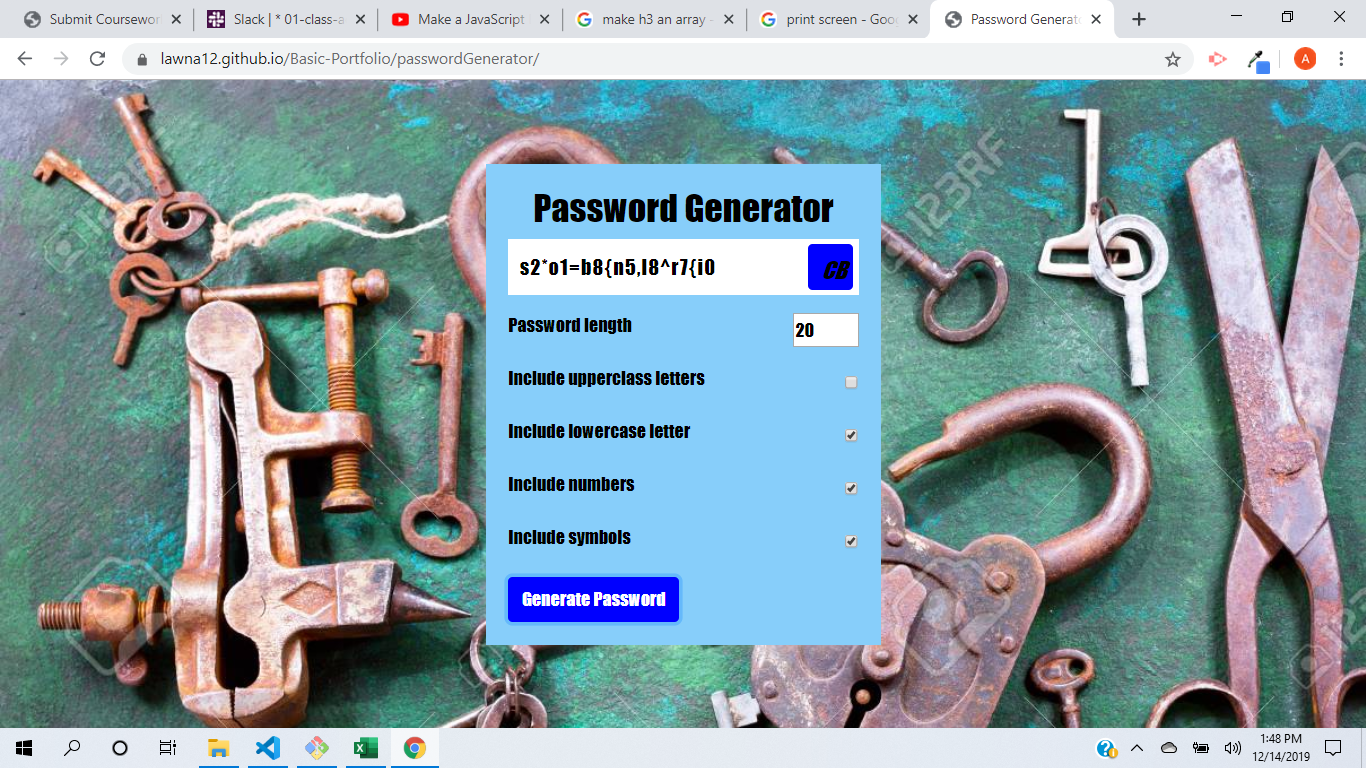 Submit Coursewor
Slack | * 01-class-a
Make a JavaScript
make h3 an array -
print screen - Goo
Password Generato
lawna12.github.io/Basic-Portfolio/passwordGenerator/
A
Password Generator
s2*o1=b8{n5,l8^r7{i0
CB
Password length
20
Include upperclass letters
Include lowercase letter
Include numbers
Include symbols
Generate Password
123RF
123RF
1:48 PM
12/14/2019